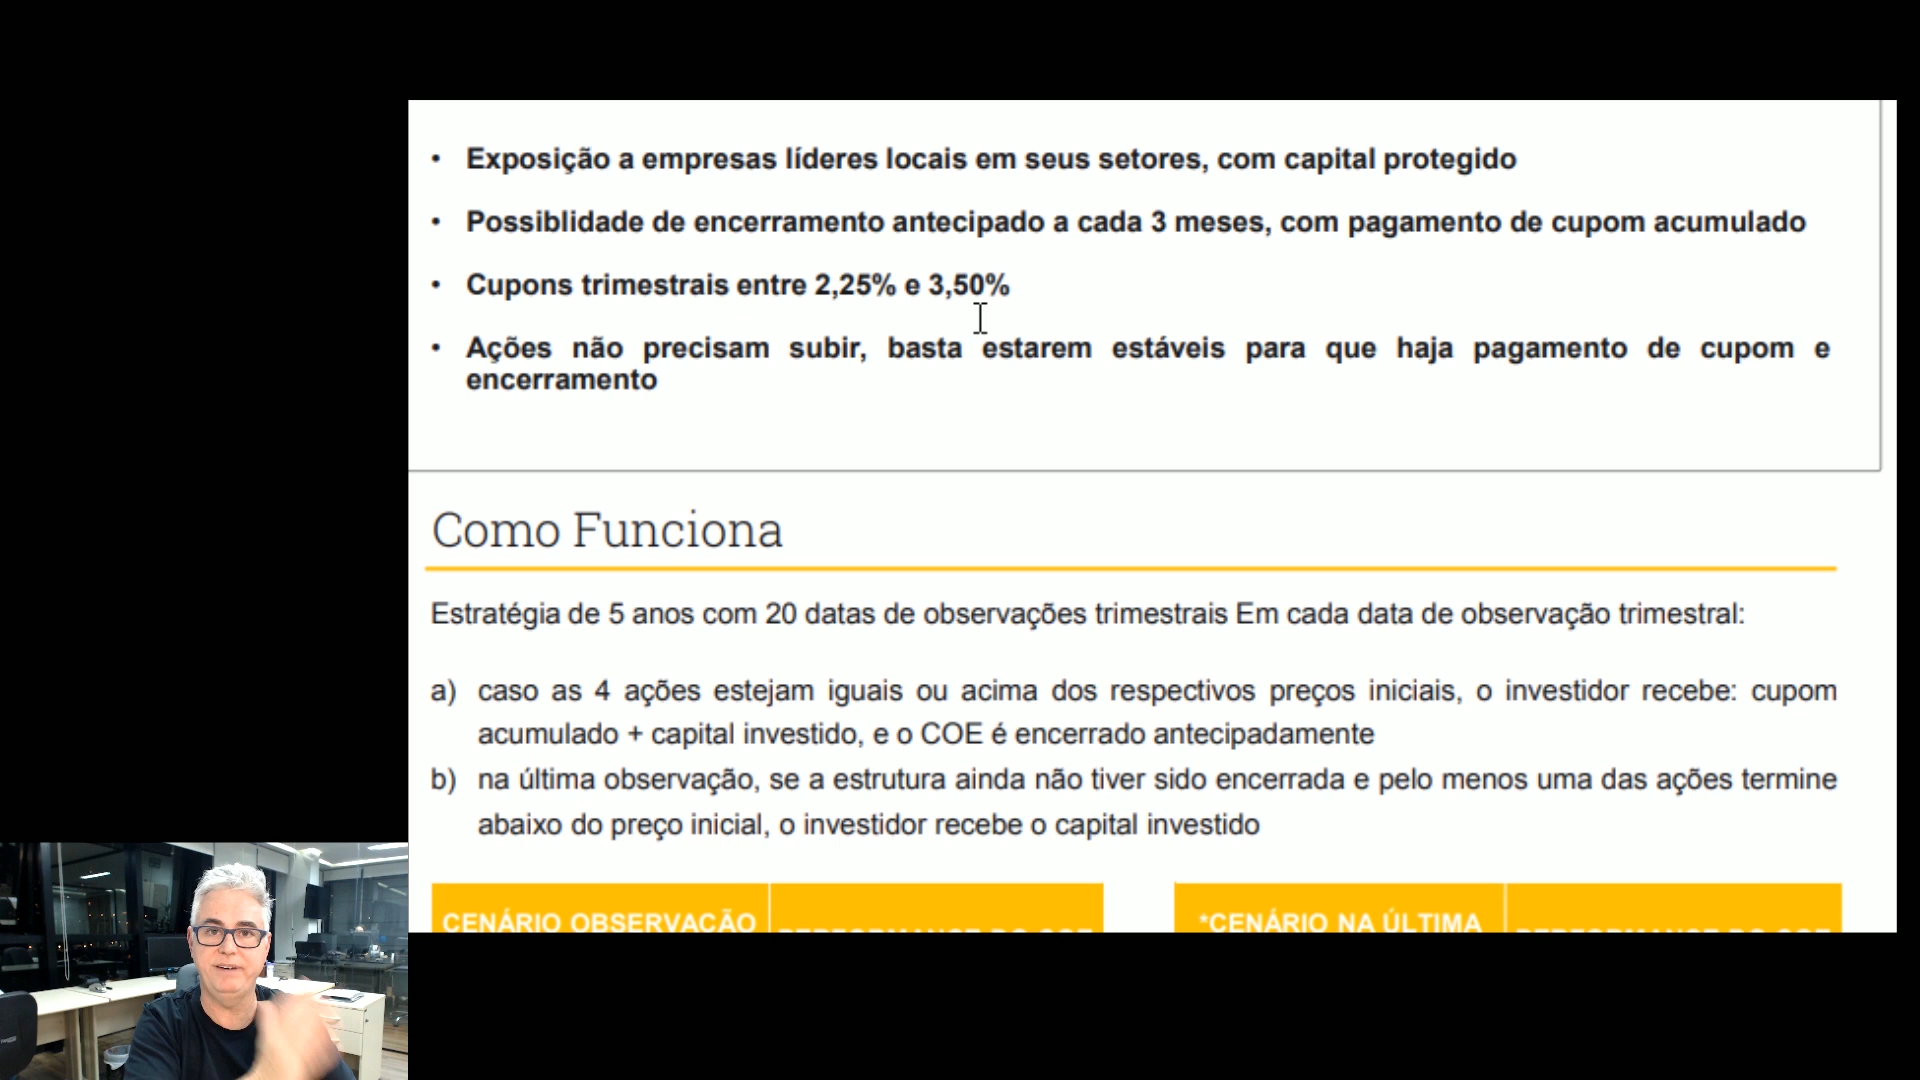 • Exposição a empresas líderes locais em seus setores, com capital protegido
• Possiblidade de encerramento antecipado a cada 3 meses, com pagamento de cupom acumulado
• Cupons trimestrais entre 2,25% e 3,50%
• Ações não precisam subir, basta estarem estáveis para que haja pagamento de cupom e
encerramento
Como Funciona
Estratégia de 5 anos com 20 datas de observações trimestrais Em cada data de observação trimestral:
a) caso as 4 ações estejam iguais ou acima dos respectivos preços iniciais, o investidor recebe: cupom
acumulado + capital investido, e o COE é encerrado antecipadamente
b) na última observação, se a estrutura ainda não tiver sido encerrada e pelo menos uma das ações termine
abaixo do preço inicial, o investidor recebe o capital investido
CENÁRIO OBSERVAÇÃO
*CENÁRIO NA ÚLTIMA